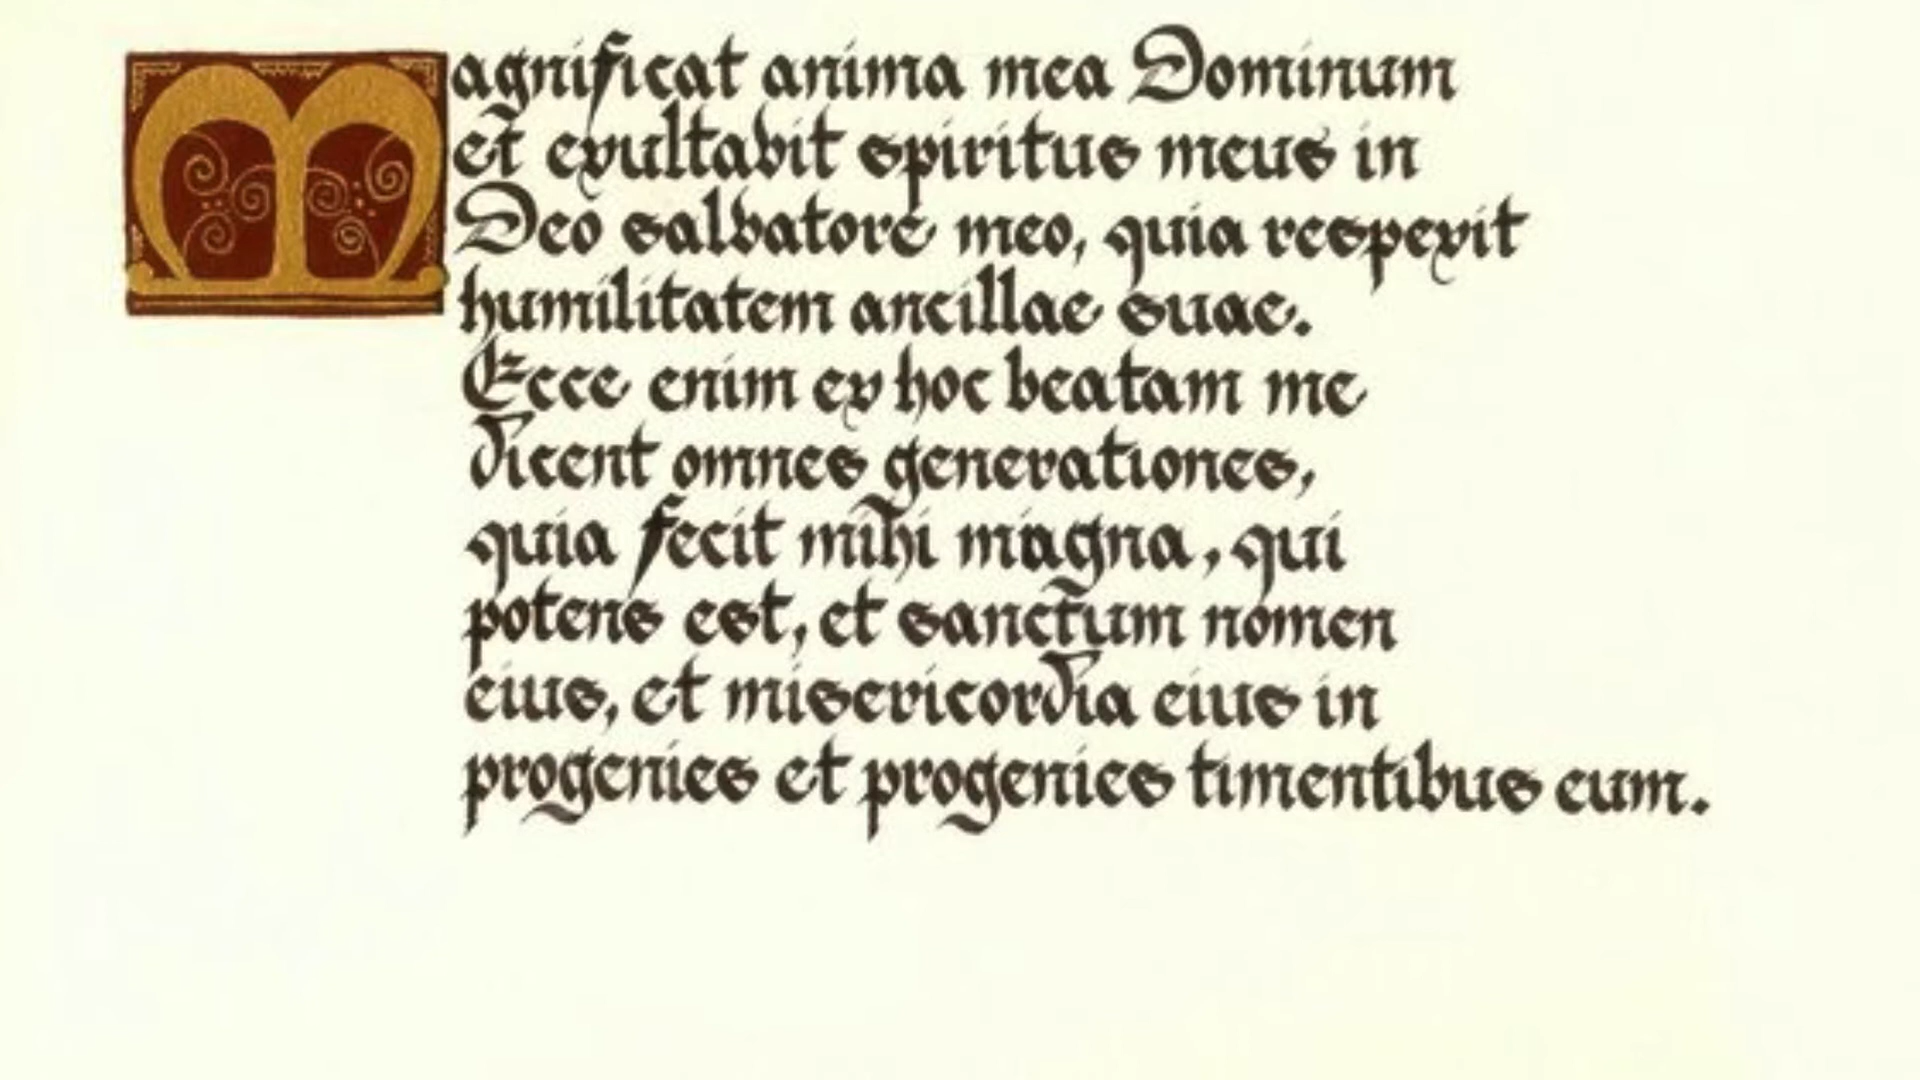 Magnificat anima mea Dominum
et exultavit spiritus meus in
Deo salvatore meo, quia respexit
humilitatem ancillae suae.
Ecce enim ex hoc beatam me
dicent omnes generationes,
quia fecit mihi magna, qui
potens est, et sanctum nomen
eius, et misericordia eius in
progenies et progenies timentibus eum.